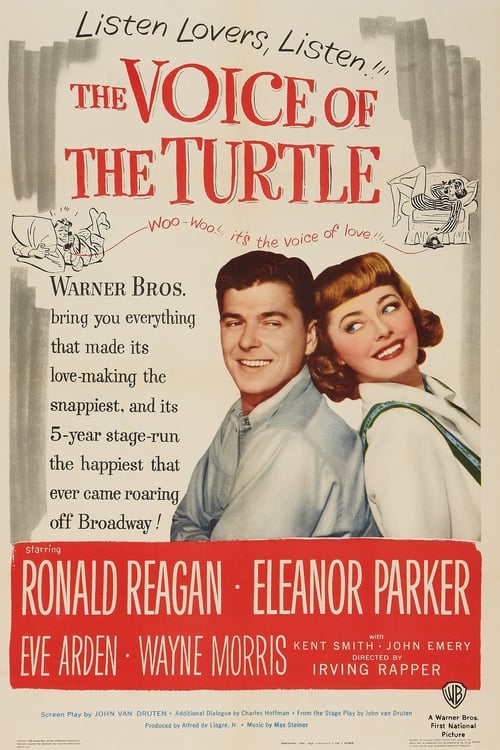 Listen Lovers, Listen!!!
THE VOICE OF
THE TURTLE
Woo-Woo!! it's the voice of love!!!
WARNER BROS.
bring you everything
that made its
love-making the
snappiest, and its
5-year stage-run
the happiest that
ever came roaring
off Broadway!
starring
RONALD REAGAN · ELEANOR PARKER
EVE ARDEN · WAYNE MORRIS
with
KENT SMITH · JOHN EMERY
DIRECTED BY
IRVING RAPPER
Screen Play by JOHN VAN DRUTEN • Additional Dialogue by Charles Hoffman • From the Stage Play by John van Druten
Produced by Alfred de Liagre, Jr. • Music by Max Steiner
WB
A Warner Bros.
First National
Picture